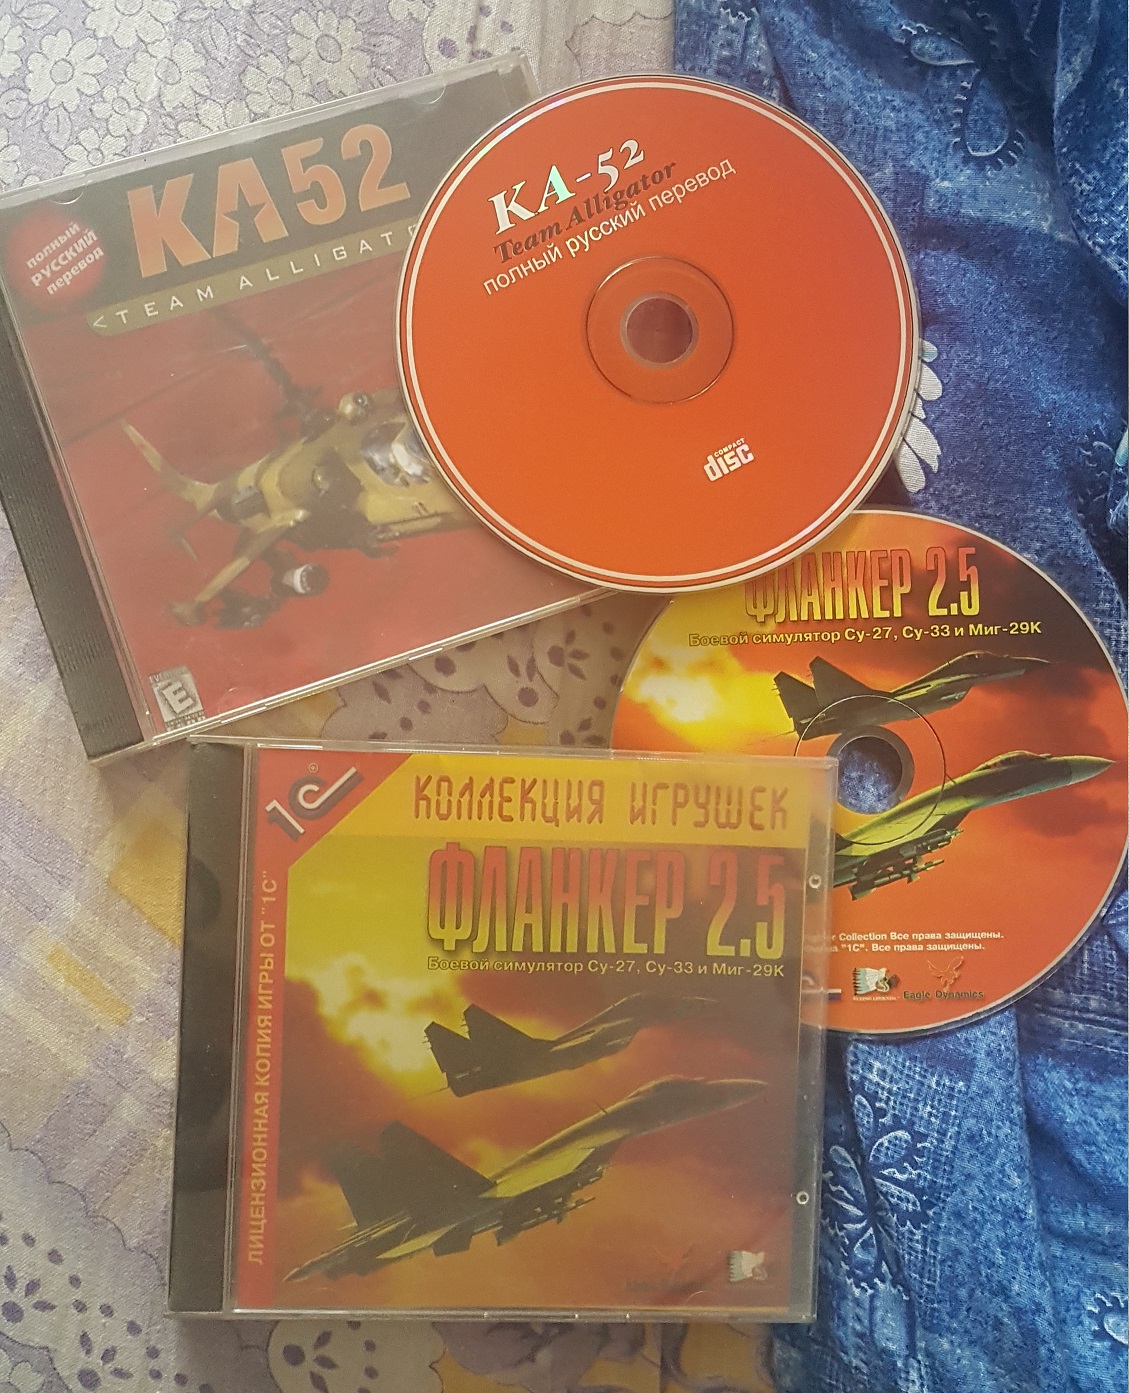 KA52
<TEAM ALLIGATO
полный
РУССКИЙ
перевод
E
KA-52
Team Alligator
полный русский перевод
COMPACT
disc
ФЛАНКЕР 2.5
Боевой симулятор Су-27, Су-33 и Миг-29К
Collection Все права защищены.
"1С". Все права защищены.
Eagle Dynamics
1С®
КОЛЛЕКЦИЯ ИГРУШЕК
ФЛАНКЕР 2.5
Боевой симулятор Су-27, Су-33 и Миг-29К
ЛИЦЕНЗИОННАЯ КОПИЯ ИГРЫ ОТ "1С"